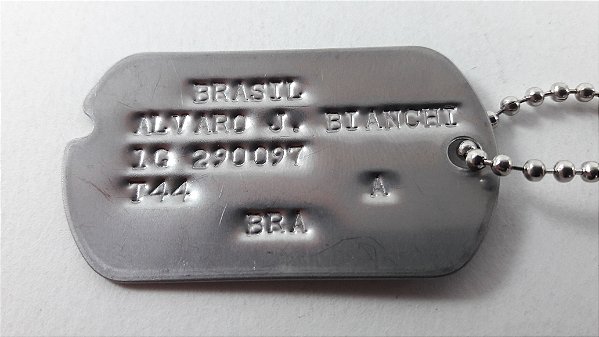 BRASIL
ALVARO J. BIANCHI
1G 290097
T44 A
BRA